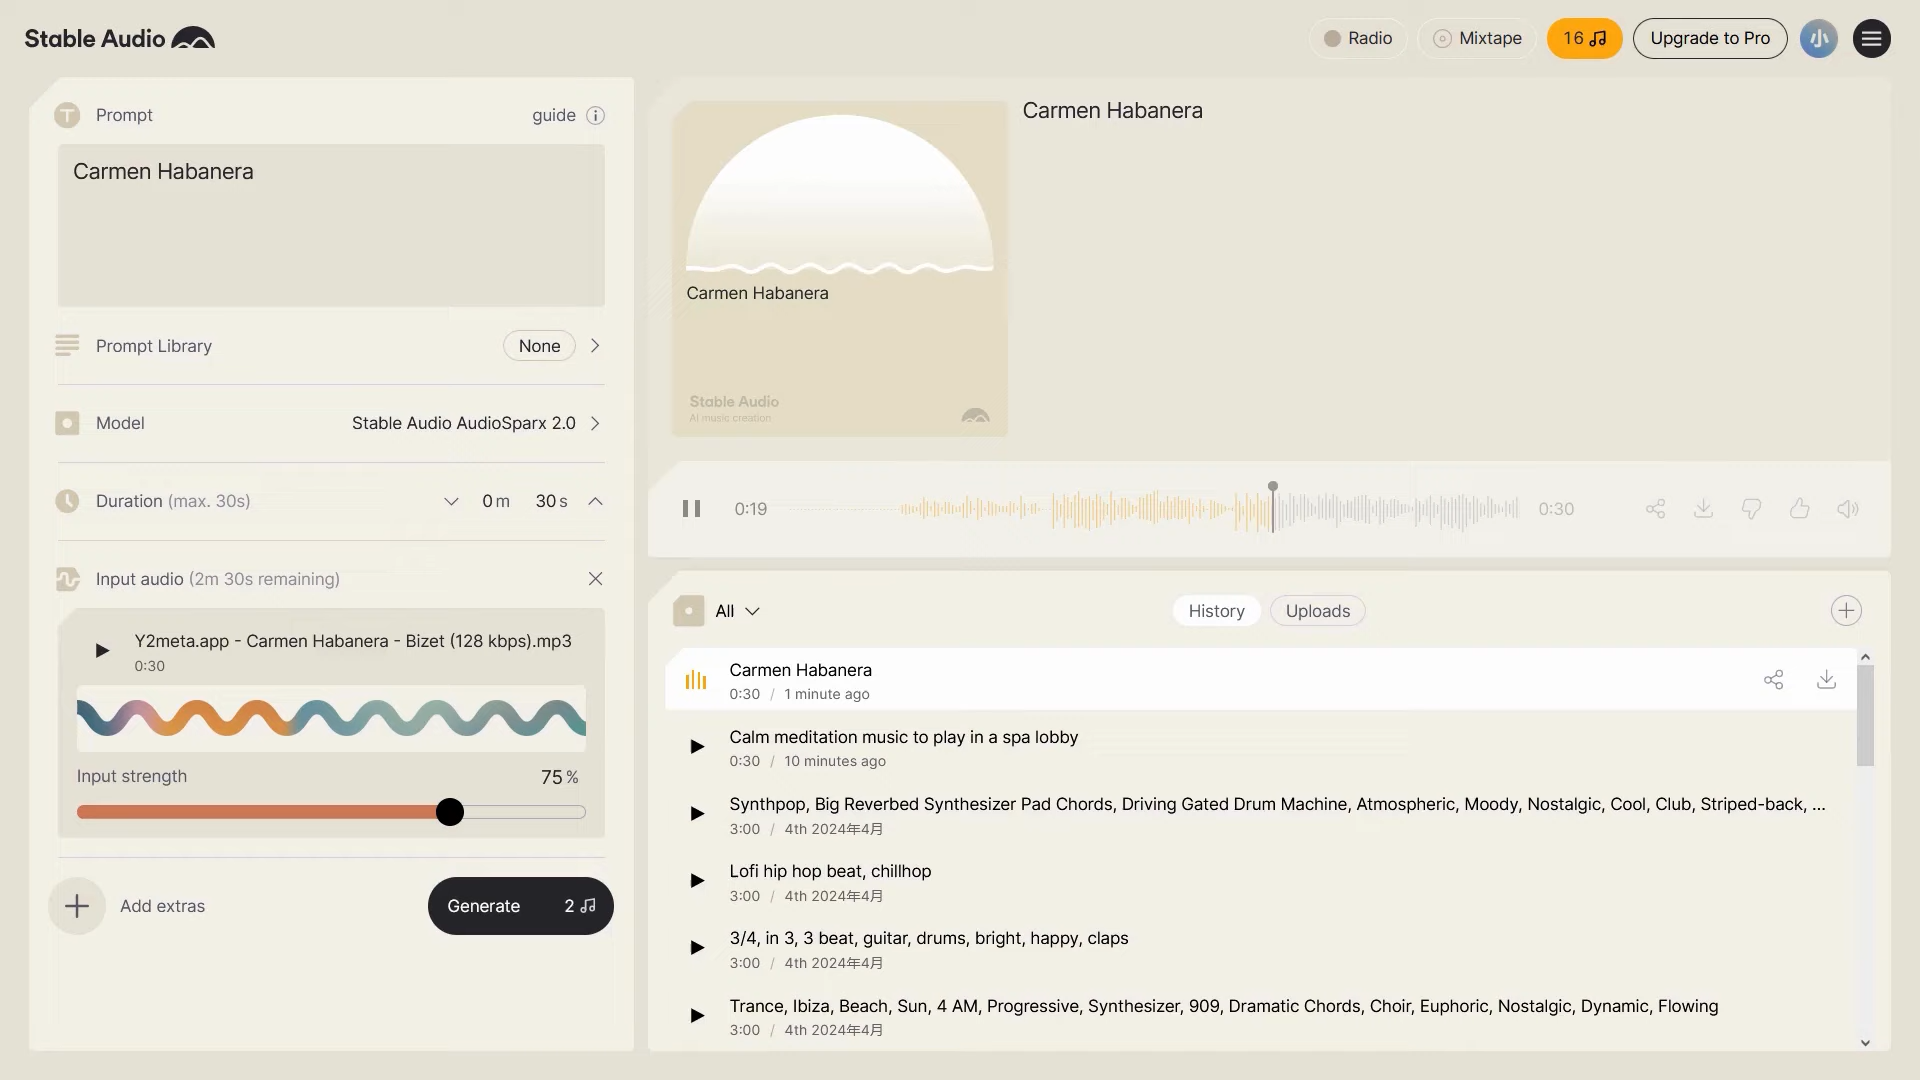 Stable Audio
Radio
Mixtape
16
Upgrade to Pro
小
Prompt
guide
Carmen Habanera
Prompt Library
None
Model
Stable Audio AudioSparx 2.0
Duration (max. 30s)
0 m 30 s
Input audio (2m 30s remaining)
Y2meta.app - Carmen Habanera - Bizet (128 kbps).mp3
0:30
Input strength
75 %
Add extras
Generate 2
Carmen Habanera
Carmen Habanera
Stable Audio
AI music creation
0:19
0:30
All
History
Uploads
Carmen Habanera
0:30 / 1 minute ago
Calm meditation music to play in a spa lobby
0:30 / 10 minutes ago
Synthpop, Big Reverbed Synthesizer Pad Chords, Driving Gated Drum Machine, Atmospheric, Moody, Nostalgic, Cool, Club, Striped-back, ...
3:00 / 4th 2024年4月
Lofi hip hop beat, chillhop
3:00 / 4th 2024年4月
3/4, in 3, 3 beat, guitar, drums, bright, happy, claps
3:00 / 4th 2024年4月
Trance, Ibiza, Beach, Sun, 4 AM, Progressive, Synthesizer, 909, Dramatic Chords, Choir, Euphoric, Nostalgic, Dynamic, Flowing
3:00 / 4th 2024年4月